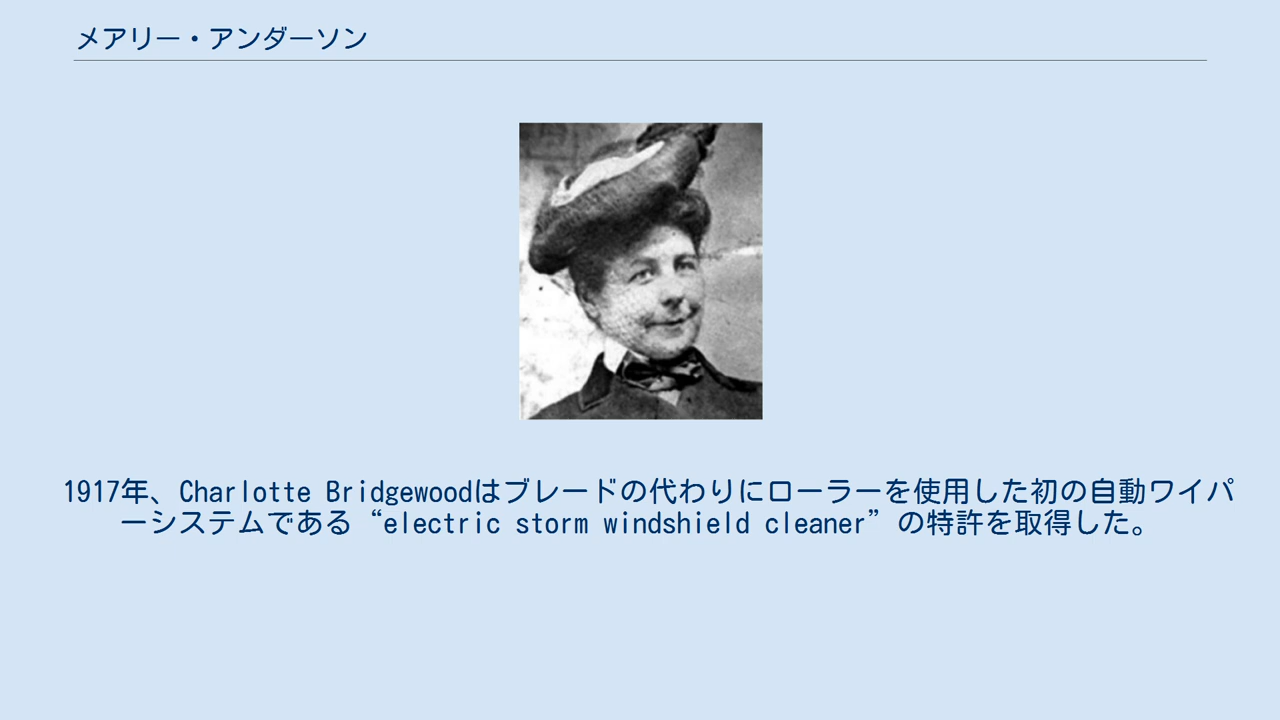 メアリー・アンダーソン
1917年、Charlotte Bridgewoodはブレードの代わりにローラーを使用した初の自動ワイパ
ーシステムである “electric storm windshield cleaner” の特許を取得した。